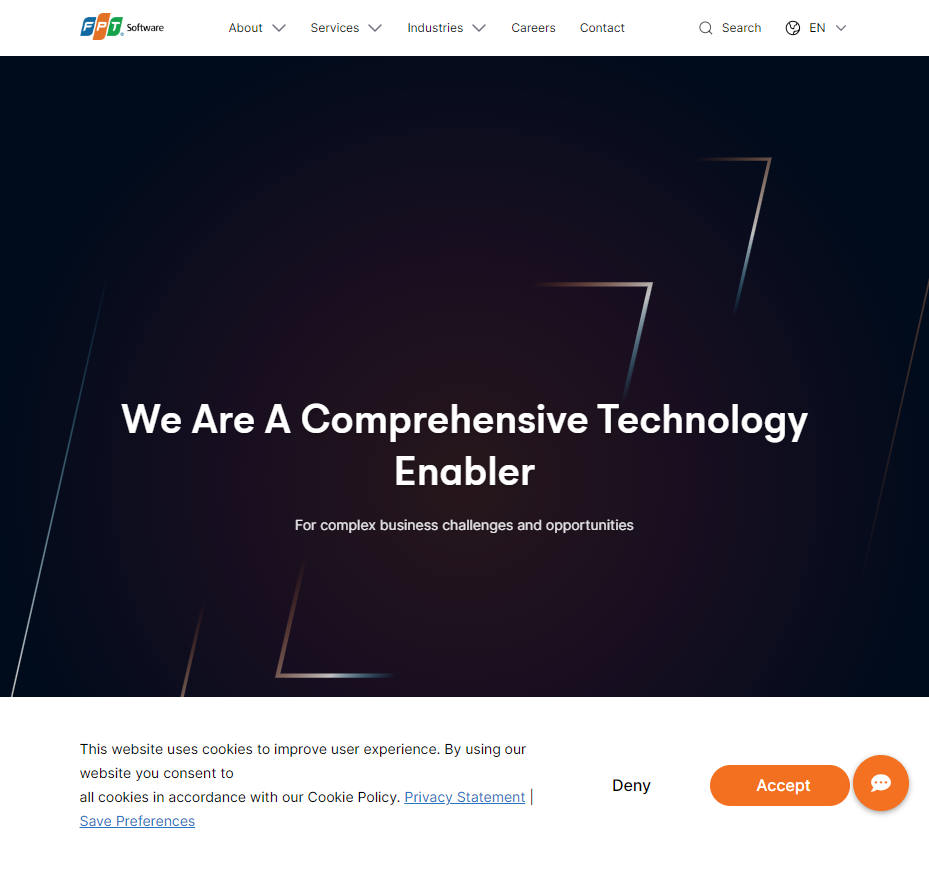 FPT Software
About
Services
Industries
Careers
Contact
Search
EN
We Are A Comprehensive Technology
Enabler
For complex business challenges and opportunities
This website uses cookies to improve user experience. By using our
website you consent to
all cookies in accordance with our Cookie Policy. Privacy Statement |
Save Preferences
Deny
Accept